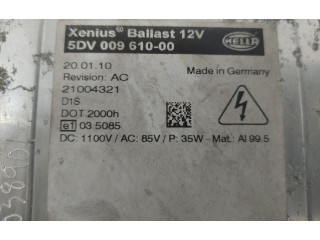 Xenius® Ballast 12V
5DV 009 610-00
HELLA
20.01.10
Made in Germany
Revision: AC
21004321
D1S
DOT 2000h
e1 03 5085
DC: 1100V / AC: 85V / P: 35W - Mat.: Al 99.5